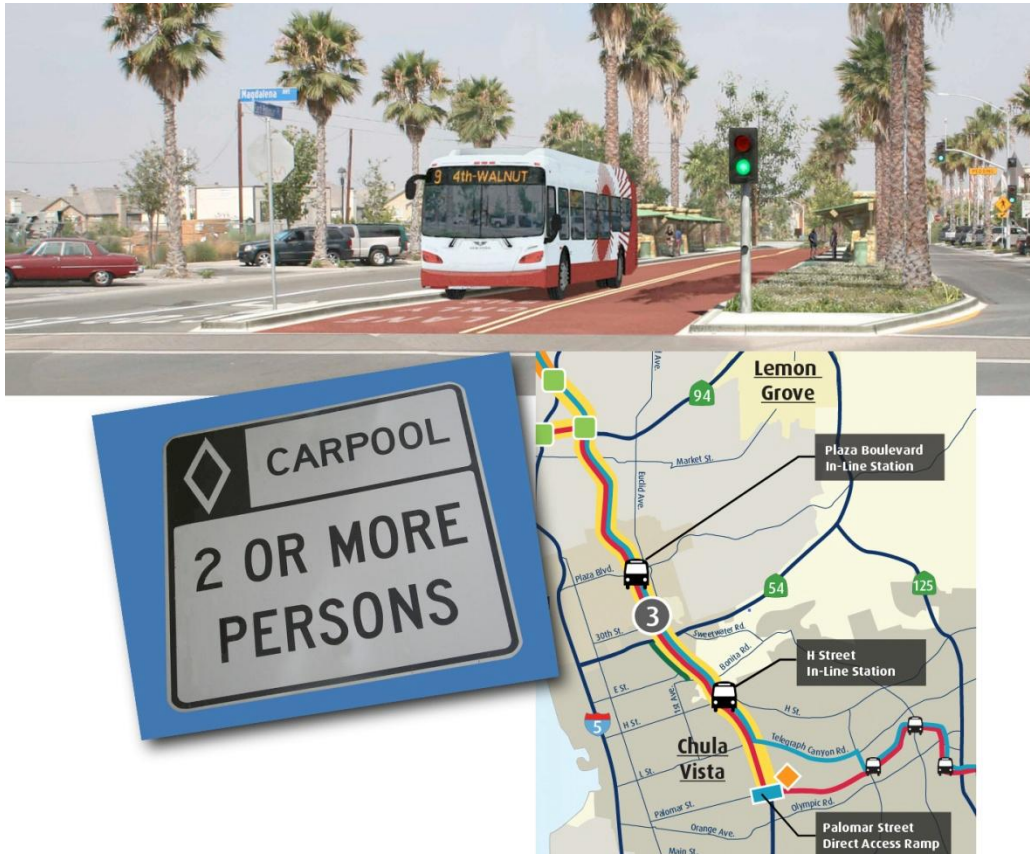 Magdalena
9 4th-WALNUT
CARPOOL
2 OR MORE
PERSONS
Lemon
Grove
94
Market St.
Euclid Ave.
Plaza Boulevard
In-Line Station
Plaza Blvd.
54
125
3
30th St.
Sweetwater Rd.
Bonita Rd.
H Street
In-Line Station
E St.
1st Ave.
H St.
H St.
5
Chula
Vista
Telegraph Canyon Rd.
L St.
Palomar St.
Olympic Rd.
Orange Ave.
Palomar Street
Direct Access Ramp
Main St.